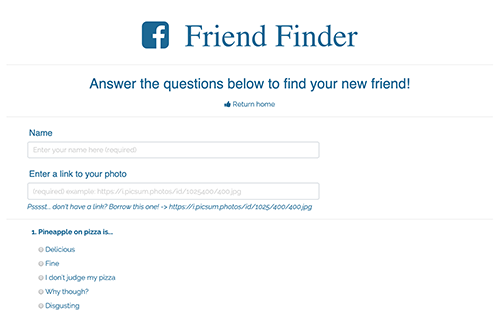 Friend Finder
Answer the questions below to find your new friend!
Return home
Name
Enter your name here (required)
Enter a link to your photo
(required) example: https://i.picsum.photos/id/1025400/400.jpg
Psssst... don't have a link? Borrow this one! -> https://i.picsum.photos/id/1025/400/400.jpg
1. Pineapple on pizza is...
Delicious
Fine
I don't judge my pizza
Why though?
Disgusting